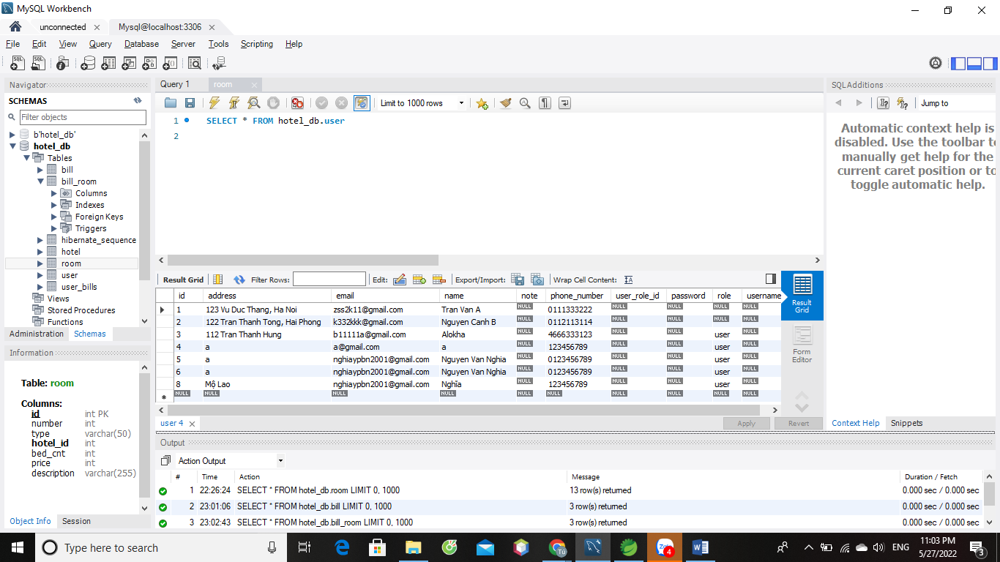 MySQL Workbench
unconnected
Mysql@localhost:3306
File Edit View Query Database Server Tools Scripting Help
Navigator
SCHEMAS
Filter objects
b'hotel_db'
hotel_db
Tables
bill
bill_room
Columns
Indexes
Foreign Keys
Triggers
hibernate_sequence
hotel
room
user
user_bills
Views
Stored Procedures
Functions
Administration Schemas
Information
Table: room
Columns:
id int PK
number int
type varchar(50)
hotel_id int
bed_cnt int
price int
description varchar(255)
Object Info Session
Query 1 room
Limit to 1000 rows
1 SELECT * FROM hotel_db.user
2
Result Grid Filter Rows: Edit: Export/Import: Wrap Cell Content:
id address email name note phone_number user_role_id password role username
1 123 Vu Duc Thang, Ha Noi zss2k11@gmail.com Tran Van A NULL 0111333222 NULL NULL NULL NULL
2 122 Tran Thanh Tong, Hai Phong k332kkk@gmail.com Nguyen Canh B NULL 0112113114 NULL NULL NULL NULL
3 112 Tran Thanh Hung b11111a@gmail.com Alokha NULL 4666333123 NULL NULL user NULL
4 a a@gmail.com a NULL 123456789 NULL NULL user NULL
5 a nghiaypbn2001@gmail.com Nguyen Van Nghia NULL 0123456789 NULL NULL user NULL
6 a nghiaypbn2001@gmail.com Nguyen Van Nghia NULL 0123456789 NULL NULL user NULL
8 Mộ Lao nghiaypbn2001@gmail.com Nghĩa NULL 123456789 NULL NULL user NULL
NULL NULL NULL NULL NULL NULL NULL NULL NULL NULL
Result
Grid
Form
Editor
user 4
Apply Revert
SQLAdditions
Jump to
Automatic context help is
disabled. Use the toolbar to
manually get help for the
current caret position or to
toggle automatic help.
Context Help Snippets
Output
Action Output
# Time Action Message Duration / Fetch
1 22:26:24 SELECT * FROM hotel_db.room LIMIT 0, 1000 13 row(s) returned 0.000 sec / 0.000 sec
2 23:01:06 SELECT * FROM hotel_db.bill LIMIT 0, 1000 3 row(s) returned 0.000 sec / 0.000 sec
3 23:02:43 SELECT * FROM hotel_db.bill_room LIMIT 0, 1000 3 row(s) returned 0.000 sec / 0.000 sec
Type here to search
Tú
4
ENG
11:03 PM
5/27/2022
3